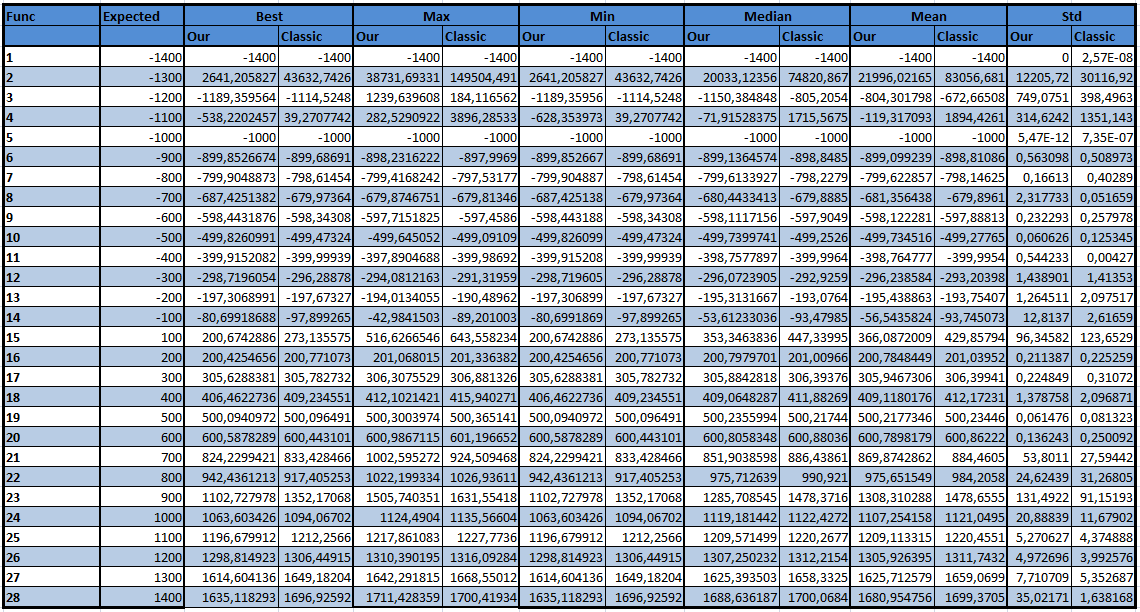 Func Expected Best Max Min Median Mean Std
Our Classic Our Classic Our Classic Our Classic Our Classic Our Classic
1 -1400 -1400 -1400 -1400 -1400 -1400 -1400 -1400 -1400 -1400 -1400 0 2,57E-08
2 -1300 2641,205827 43632,7426 38731,69331 149504,491 2641,205827 43632,7426 20033,12356 74820,867 21996,02165 83056,681 12205,72 30116,92
3 -1200 -1189,359564 -1114,5248 1239,639608 184,116562 -1189,35956 -1114,5248 -1150,384848 -805,2054 -804,301798 -672,66508 749,0751 398,4963
4 -1100 -538,2202457 39,2707742 282,5290922 3896,28533 -628,353973 39,2707742 -71,91528375 1715,5675 -119,317093 1894,4261 314,6242 1351,143
5 -1000 -1000 -1000 -1000 -1000 -1000 -1000 -1000 -1000 -1000 -1000 5,47E-12 7,35E-07
6 -900 -899,8526674 -899,68691 -898,2316222 -897,9969 -899,852667 -899,68691 -899,1364574 -898,8485 -899,099239 -898,81086 0,563098 0,508973
7 -800 -799,9048873 -798,61454 -799,4168242 -797,53177 -799,904887 -798,61454 -799,6133927 -798,2279 -799,622857 -798,14625 0,16613 0,40289
8 -700 -687,4251382 -679,97364 -679,8746751 -679,81346 -687,425138 -679,97364 -680,4433413 -679,8885 -681,356438 -679,8961 2,317733 0,051659
9 -600 -598,4431876 -598,34308 -597,7151825 -597,4586 -598,443188 -598,34308 -598,1117156 -597,9049 -598,122281 -597,88813 0,232293 0,257978
10 -500 -499,8260991 -499,47324 -499,645052 -499,09109 -499,826099 -499,47324 -499,7399741 -499,2526 -499,734516 -499,27765 0,060626 0,125345
11 -400 -399,9152082 -399,99939 -397,8904688 -399,98692 -399,915208 -399,99939 -398,7577897 -399,9964 -398,764777 -399,9954 0,544233 0,00427
12 -300 -298,7196054 -296,28878 -294,0812163 -291,31959 -298,719605 -296,28878 -296,0723905 -292,9259 -296,238584 -293,20398 1,438901 1,41353
13 -200 -197,3068991 -197,67327 -194,0134055 -190,48962 -197,306899 -197,67327 -195,3131667 -193,0764 -195,438863 -193,75407 1,264511 2,097517
14 -100 -80,69918688 -97,899265 -42,9841503 -89,201003 -80,6991869 -97,899265 -53,61233036 -93,47985 -56,5435824 -93,745073 12,8137 2,61659
15 100 200,6742886 273,135575 516,6266546 643,558234 200,6742886 273,135575 353,3463836 447,33995 366,0872009 429,85794 96,34582 123,6529
16 200 200,4254656 200,771073 201,068015 201,336382 200,4254656 200,771073 200,7979701 201,00966 200,7848449 201,03952 0,211387 0,225259
17 300 305,6288381 305,782732 306,3075529 306,881326 305,6288381 305,782732 305,8842818 306,39376 305,9467306 306,39941 0,224849 0,31072
18 400 406,4622736 409,234551 412,1021421 415,940271 406,4622736 409,234551 409,0648287 411,88269 409,1180176 412,17231 1,378758 2,096871
19 500 500,0940972 500,096491 500,3003974 500,365141 500,0940972 500,096491 500,2355994 500,21744 500,2177346 500,23446 0,061476 0,081323
20 600 600,5878289 600,443101 600,9867115 601,196652 600,5878289 600,443101 600,8058348 600,88036 600,7898179 600,86222 0,136243 0,250092
21 700 824,2299421 833,428466 1002,595272 924,509468 824,2299421 833,428466 851,9038598 886,43861 869,8742862 884,4605 53,8011 27,59442
22 800 942,4361213 917,405253 1022,199334 1026,93611 942,4361213 917,405253 975,712639 990,921 975,651549 984,2058 24,62439 31,26805
23 900 1102,727978 1352,17068 1505,740351 1631,55418 1102,727978 1352,17068 1285,708545 1478,3716 1308,310288 1478,6555 131,4922 91,15193
24 1000 1063,603426 1094,06702 1124,4904 1135,56604 1063,603426 1094,06702 1119,181442 1122,4272 1107,254158 1121,0495 20,88839 11,67902
25 1100 1196,679912 1212,2566 1217,861083 1227,7736 1196,679912 1212,2566 1209,571499 1220,2677 1209,113315 1220,4551 5,270627 4,374888
26 1200 1298,814923 1306,44915 1310,390195 1316,09284 1298,814923 1306,44915 1307,250232 1312,2154 1305,926395 1311,7432 4,972696 3,992576
27 1300 1614,604136 1649,18204 1642,291815 1668,55012 1614,604136 1649,18204 1625,393503 1658,3325 1625,712579 1659,0699 7,710709 5,352687
28 1400 1635,118293 1696,92592 1711,428359 1700,41934 1635,118293 1696,92592 1688,636187 1700,0684 1680,954756 1699,3705 35,02171 1,638168